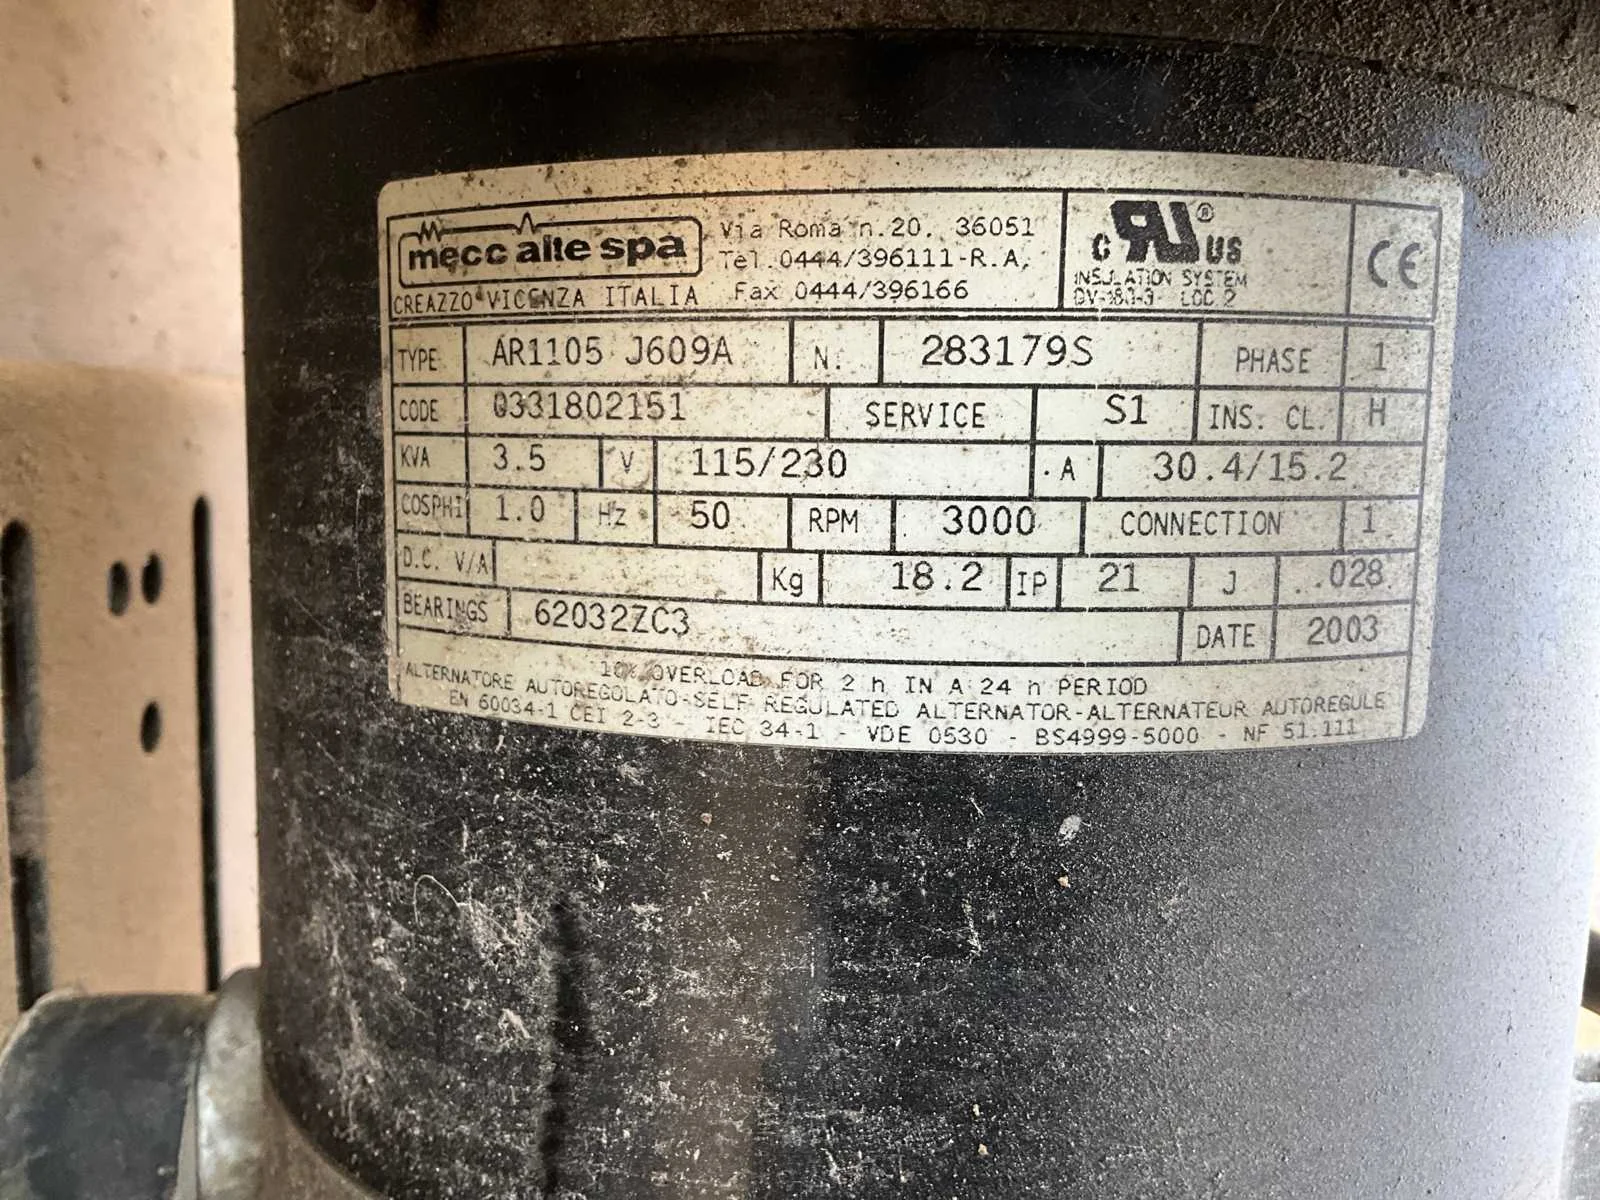 mecc alte spa
Via Roma n.20. 36051
Tel.0444/396111-R.A.
CREAZZO VICENZA ITALIA Fax 0444/396166
C RU ® US
INSULATION SYSTEM
CE
TYPE AR1105 J609A N. 283179S PHASE 1
CODE 0331802151 SERVICE S1 INS. CL. H
KVA 3.5 V 115/230 A 30.4/15.2
COSPHI 1.0 Hz 50 RPM 3000 CONNECTION 1
D.C. V/A Kg 18.2 IP 21 J .028
BEARINGS 62032ZC3 DATE 2003
10% OVERLOAD FOR 2 h IN A 24 h PERIOD
ALTERNATORE AUTOREGOLATO-SELF REGULATED ALTERNATOR-ALTERNATEUR AUTOREGULE
EN 60034-1 CEI 2-3 - IEC 34-1 - VDE 0530 - BS4999-5000 - NF 51.111